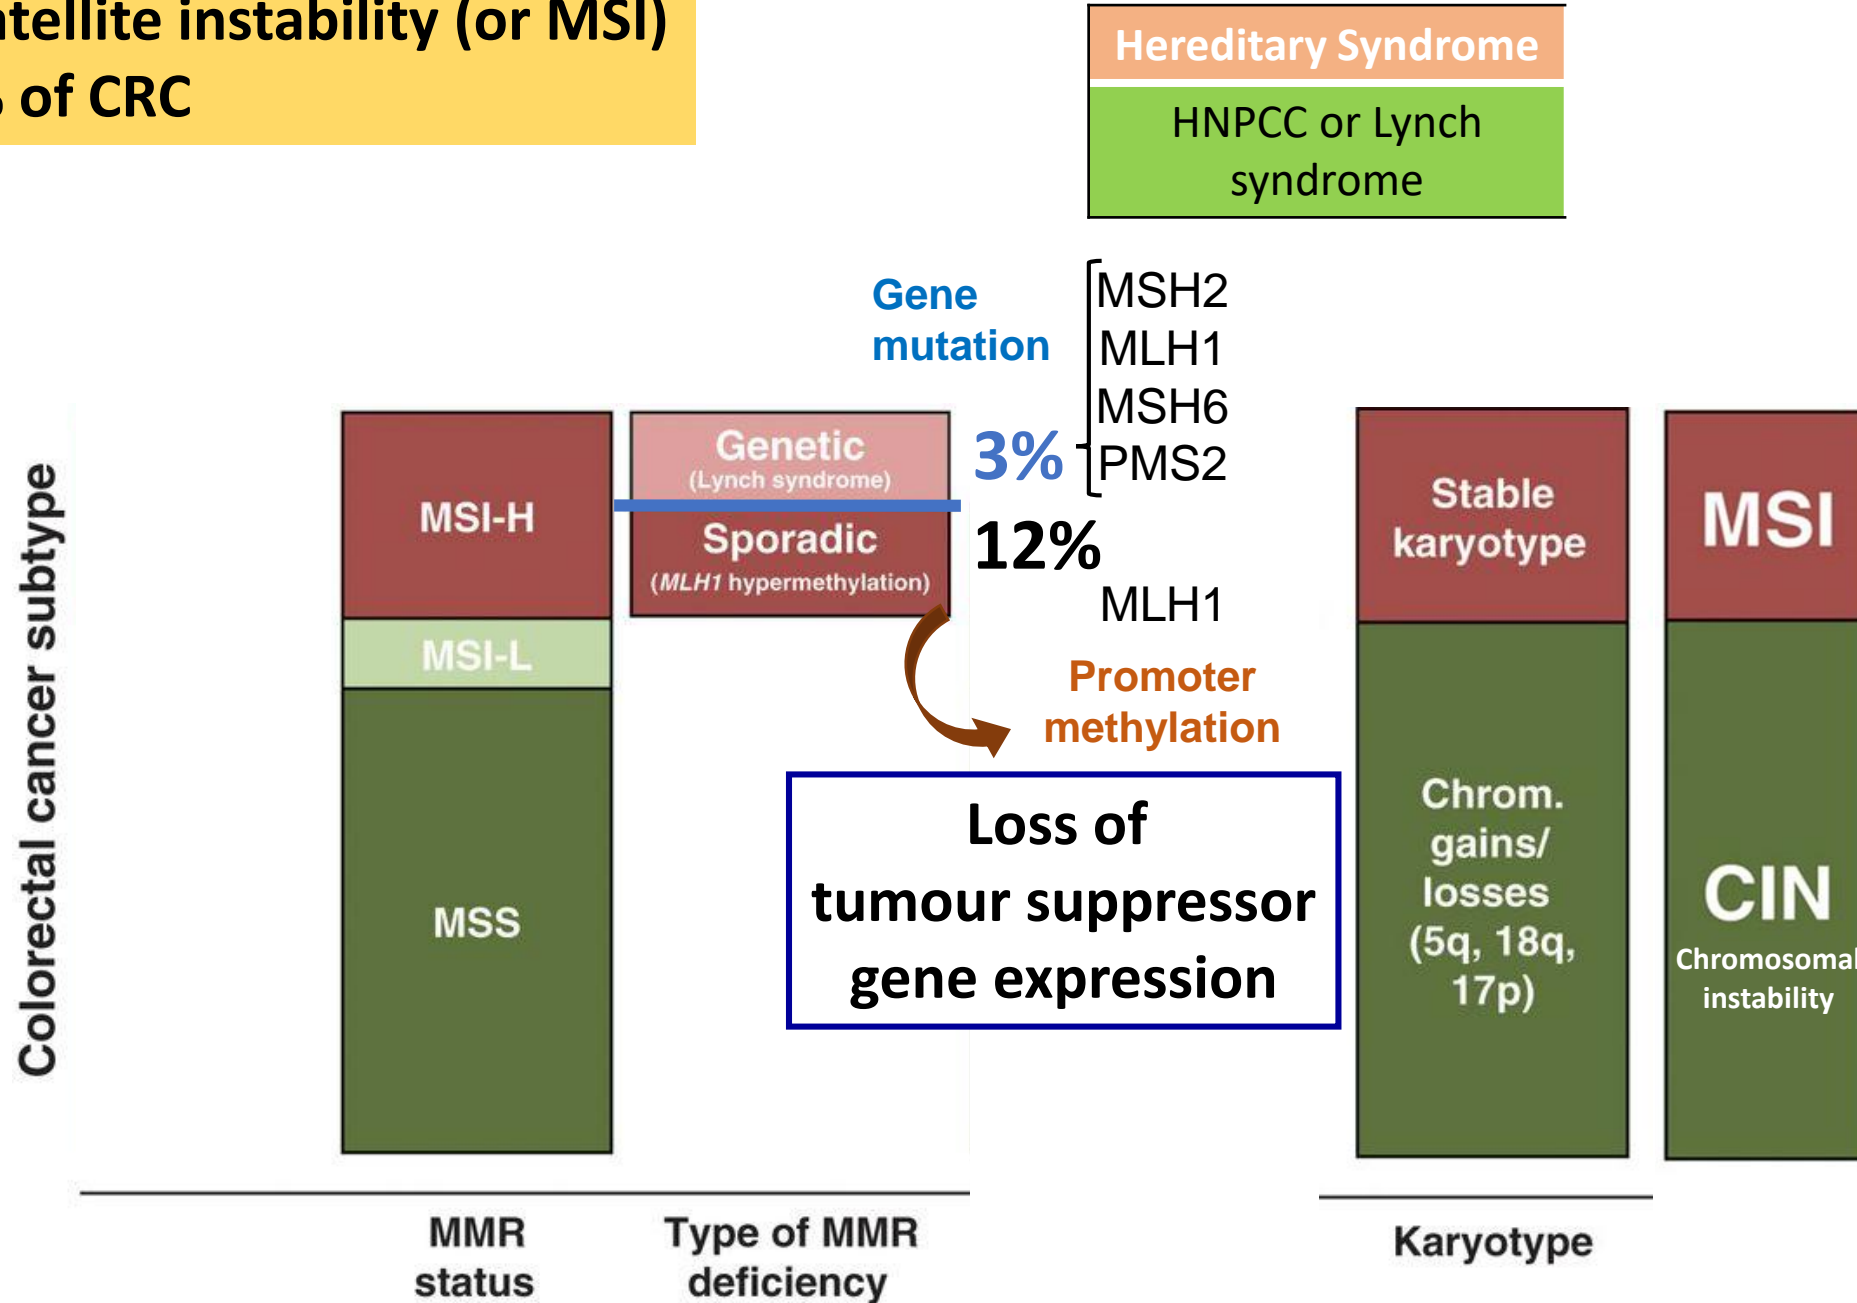 tellite instability (or MSI)
of CRC
Hereditary Syndrome
HNPCC or Lynch
syndrome
Gene
mutation
MSH2
MLH1
MSH6
PMS2
3%
12%
MLH1
Promoter
methylation
Colorectal cancer subtype
MSI-H
MSI-L
MSS
Genetic
(Lynch syndrome)
Sporadic
(MLH1 hypermethylation)
Loss of
tumour suppressor
gene expression
Stable
karyotype
Chrom.
gains/
losses
(5q, 18q,
17p)
MSI
CIN
Chromosomal
instability
MMR
status
Type of MMR
deficiency
Karyotype